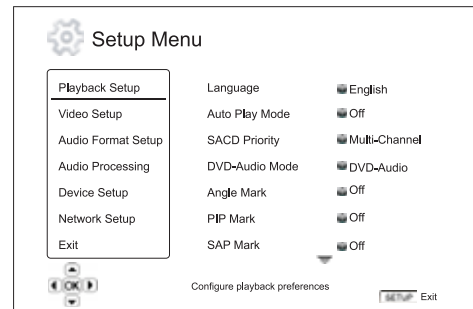 Setup Menu
Playback Setup
Video Setup
Audio Format Setup
Audio Processing
Device Setup
Network Setup
Exit
Language English
Auto Play Mode Off
SACD Priority Multi-Channel
DVD-Audio Mode DVD-Audio
Angle Mark Off
PIP Mark Off
SAP Mark Off
OK
Configure playback preferences
SETUP Exit